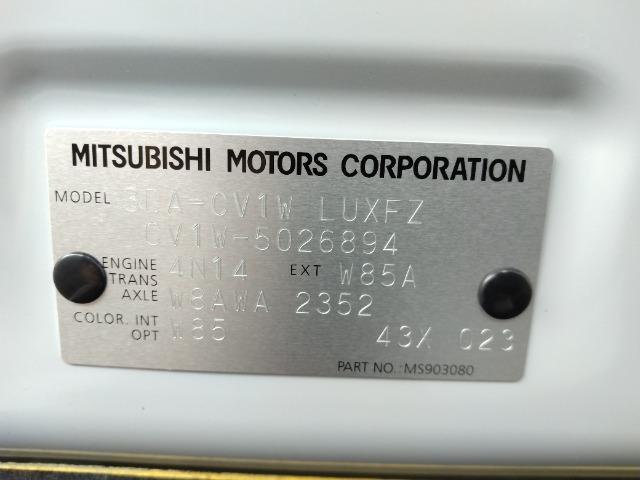 MITSUBISHI MOTORS CORPORATION
MODEL 3DA-CV1W LUXFZ
CV1W-5026894
ENGINE 4N14 EXT W85A
TRANS
AXLE W8AWA 2352
COLOR. INT W85 43X 023
OPT
PART NO.:MS903080